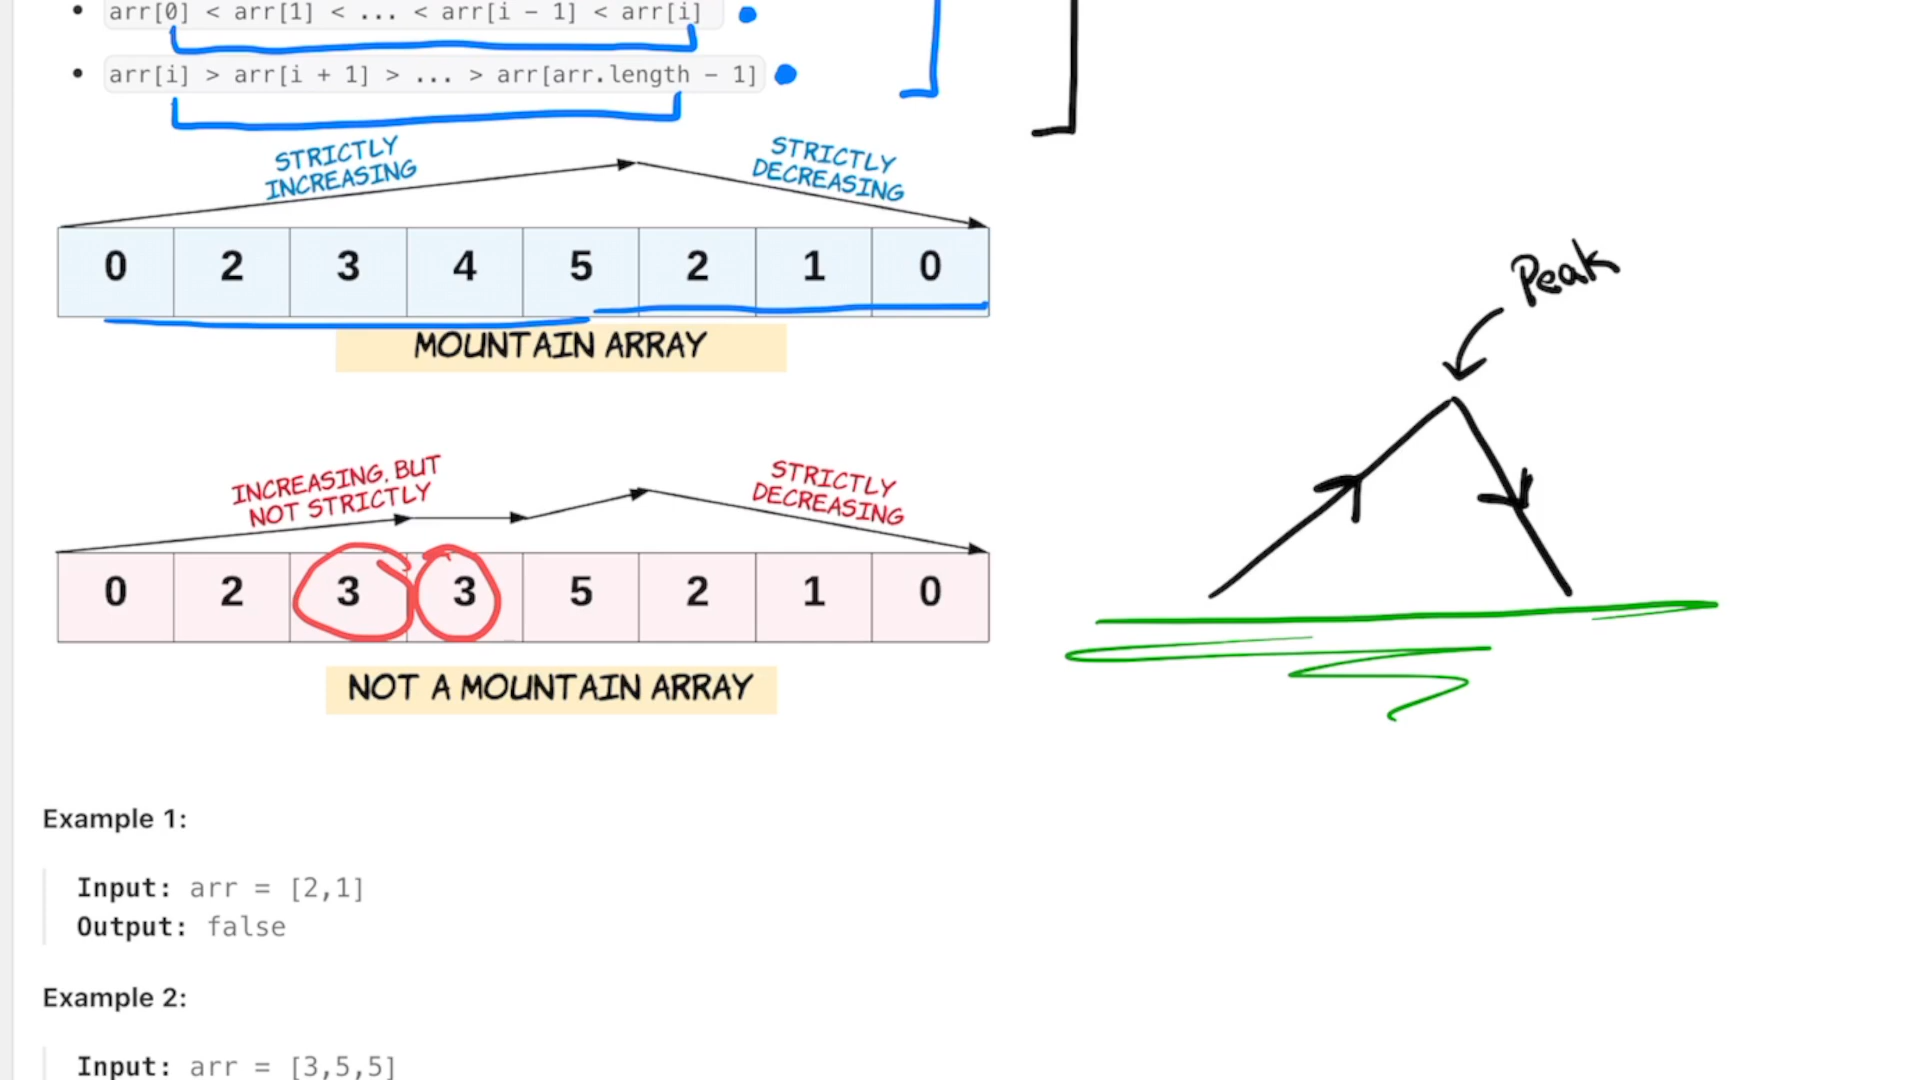 • arr[0] < arr[1] < ... < arr[i - 1] < arr[i]
• arr[i] > arr[i + 1] > ... > arr[arr.length - 1]
STRICTLY
INCREASING
STRICTLY
DECREASING
0 2 3 4 5 2 1 0
MOUNTAIN ARRAY
Peak
INCREASING, BUT
NOT STRICTLY
STRICTLY
DECREASING
0 2 3 3 5 2 1 0
NOT A MOUNTAIN ARRAY
Example 1:
Input: arr = [2,1]
Output: false
Example 2:
Input: arr = [3,5,5]